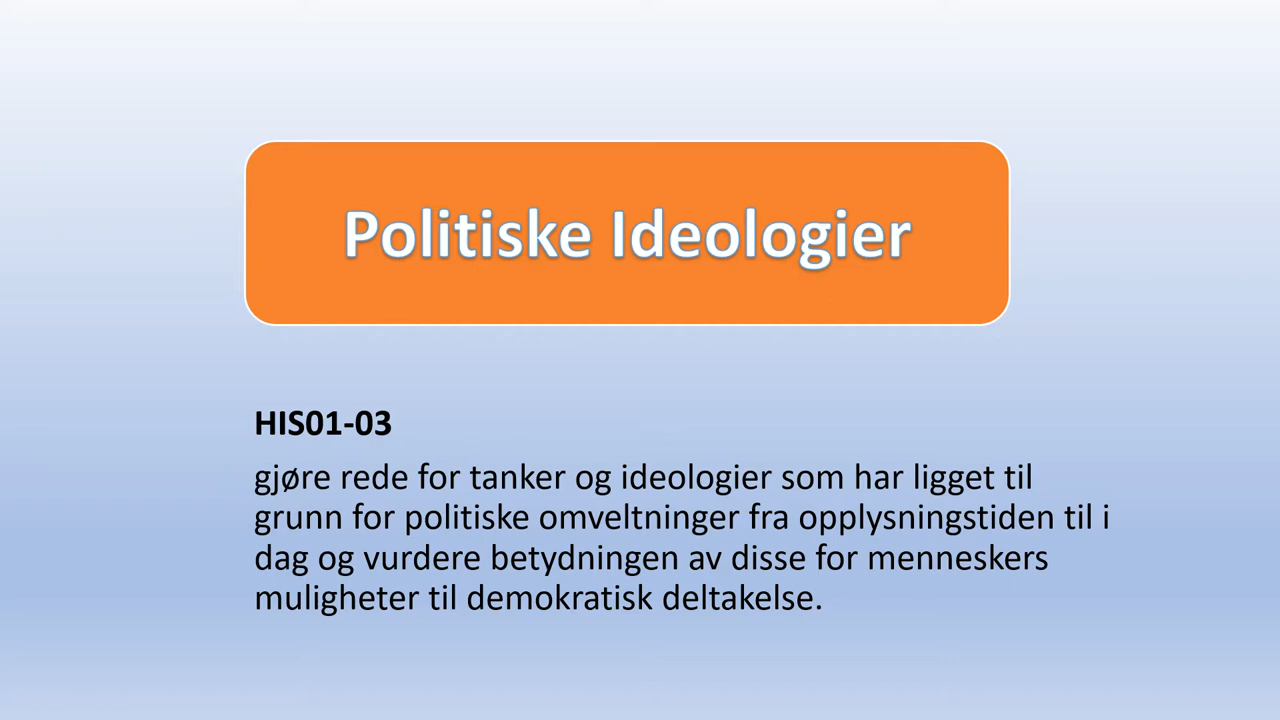 Politiske Ideologier
HIS01-03
gjøre rede for tanker og ideologier som har ligget til
grunn for politiske omveltninger fra opplysningstiden til i
dag og vurdere betydningen av disse for menneskers
muligheter til demokratisk deltakelse.